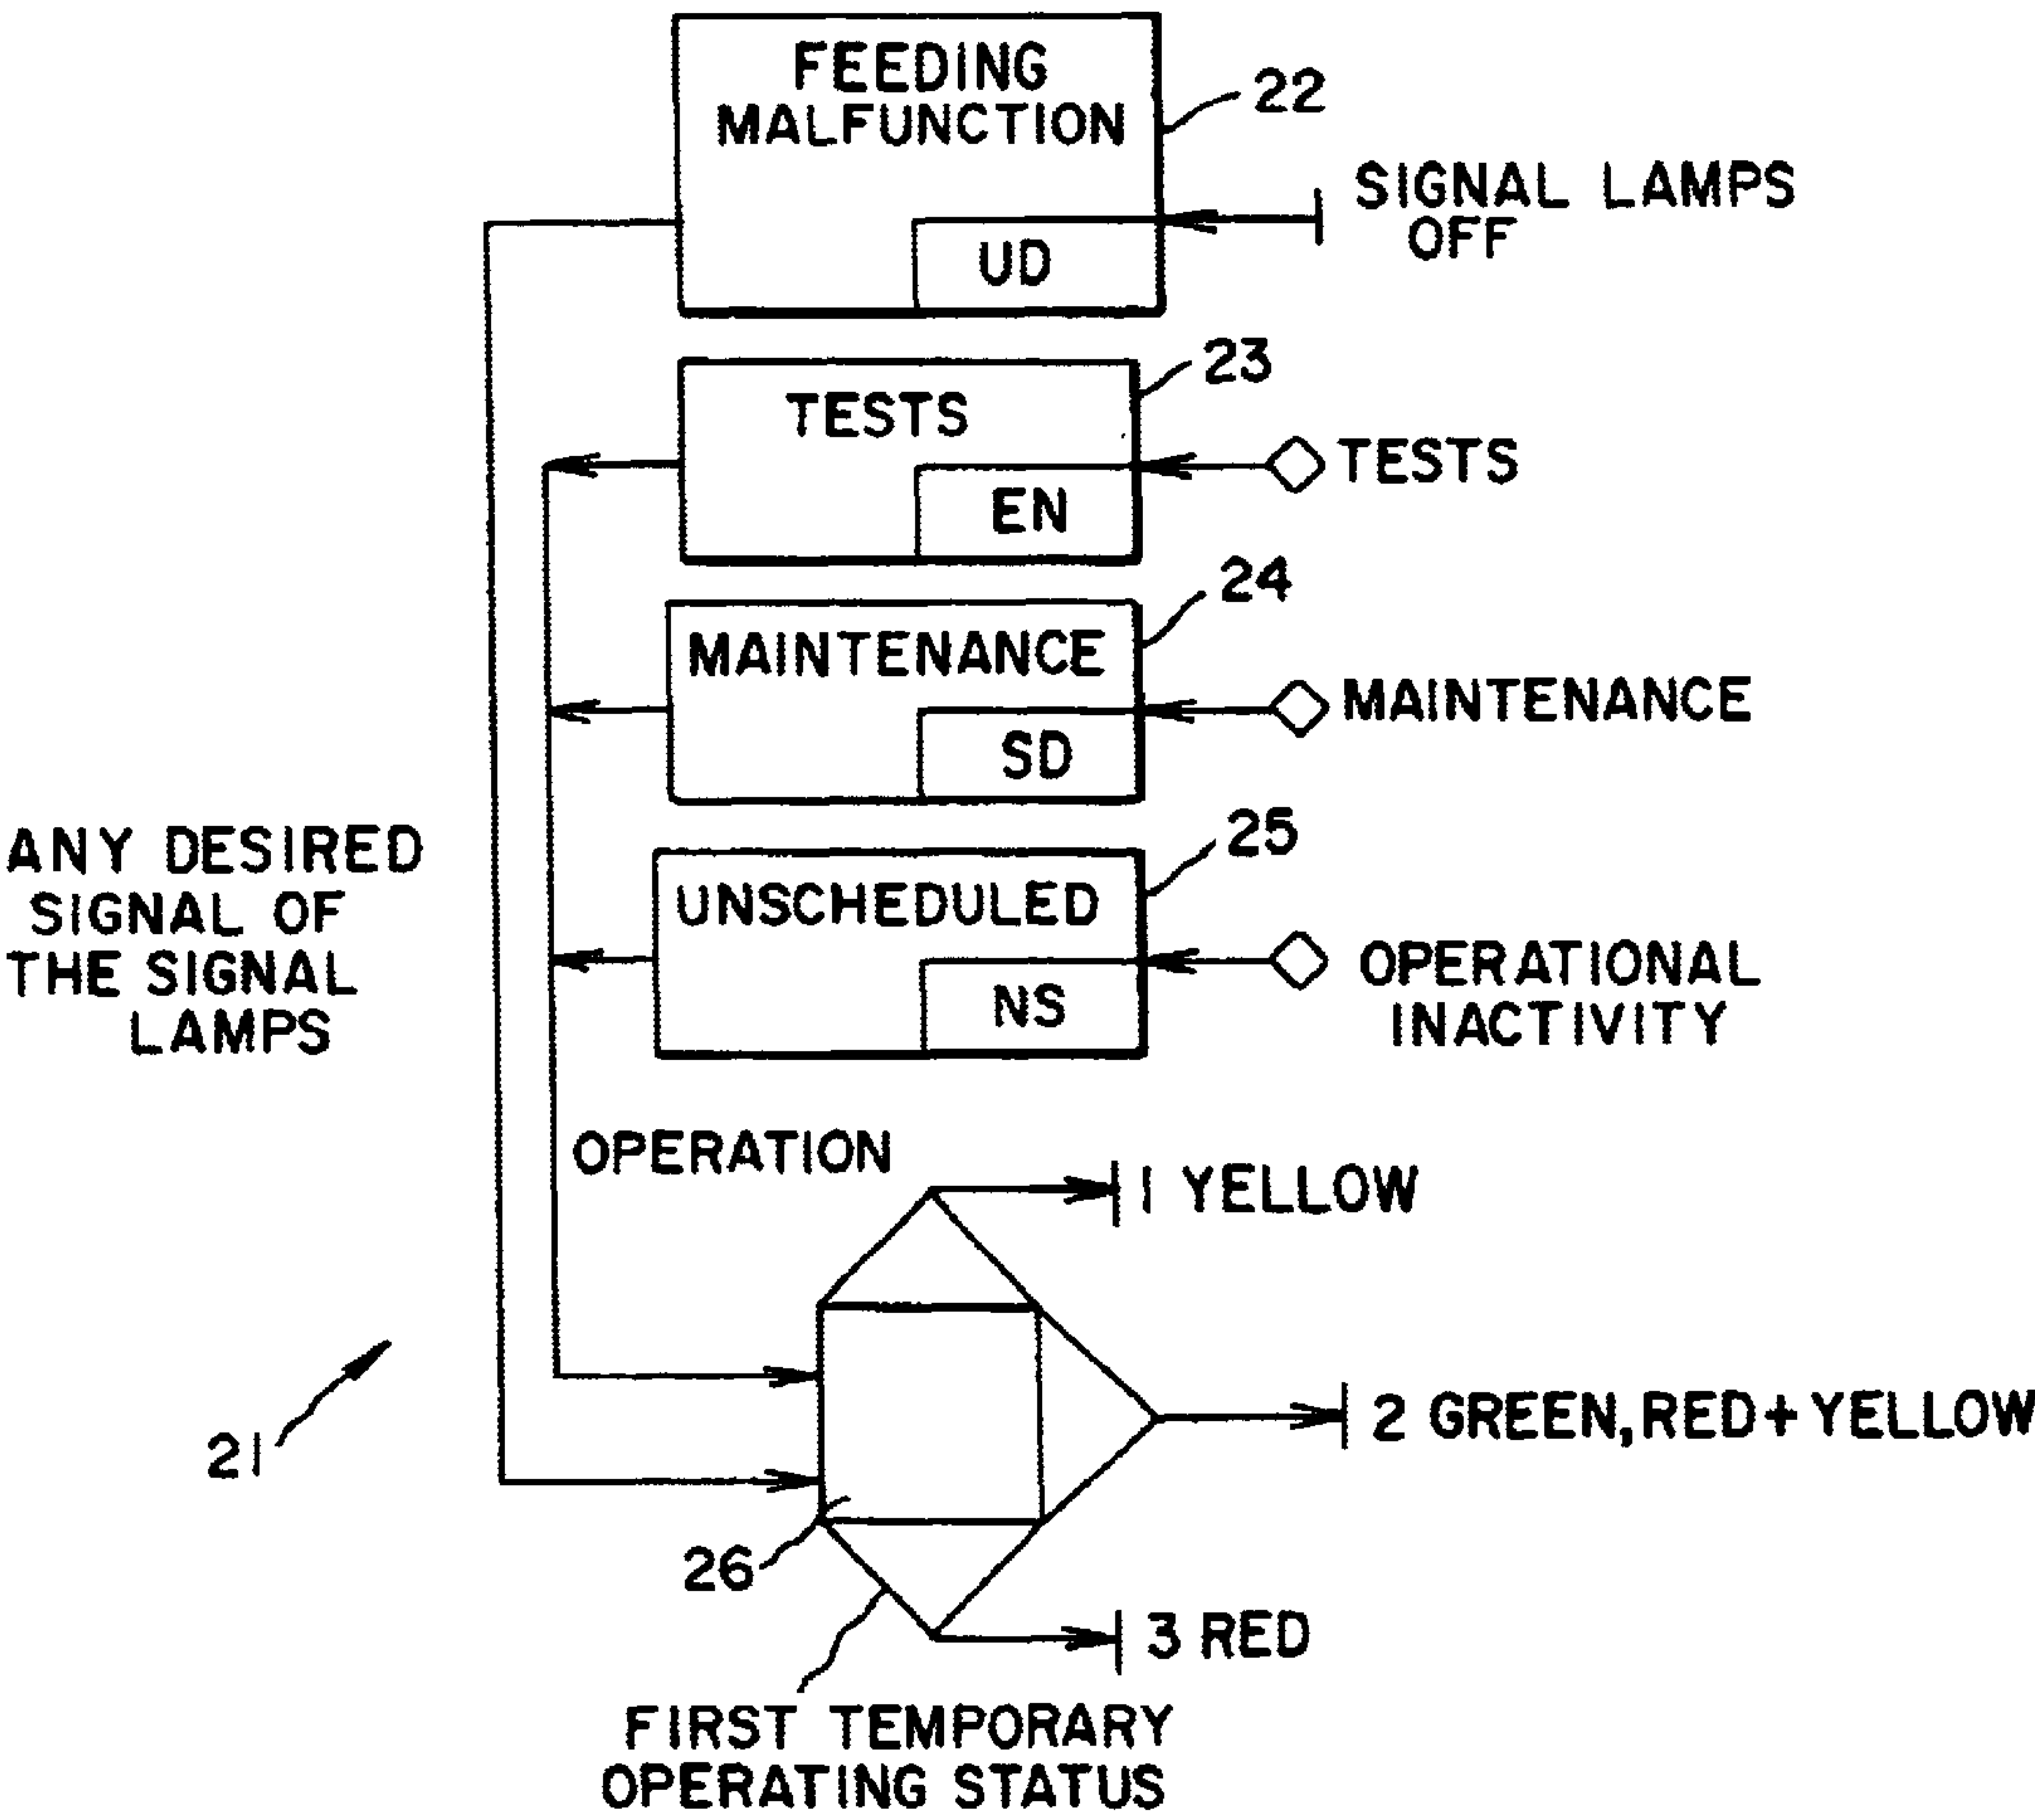 FEEDING
MALFUNCTION
22
SIGNAL LAMPS
OFF
UD
23
TESTS
TESTS
EN
24
MAINTENANCE
MAINTENANCE
SD
25
UNSCHEDULED
OPERATIONAL
INACTIVITY
NS
ANY DESIRED
SIGNAL OF
THE SIGNAL
LAMPS
OPERATION
1 YELLOW
2 GREEN, RED + YELLOW
21
26
3 RED
FIRST TEMPORARY
OPERATING STATUS